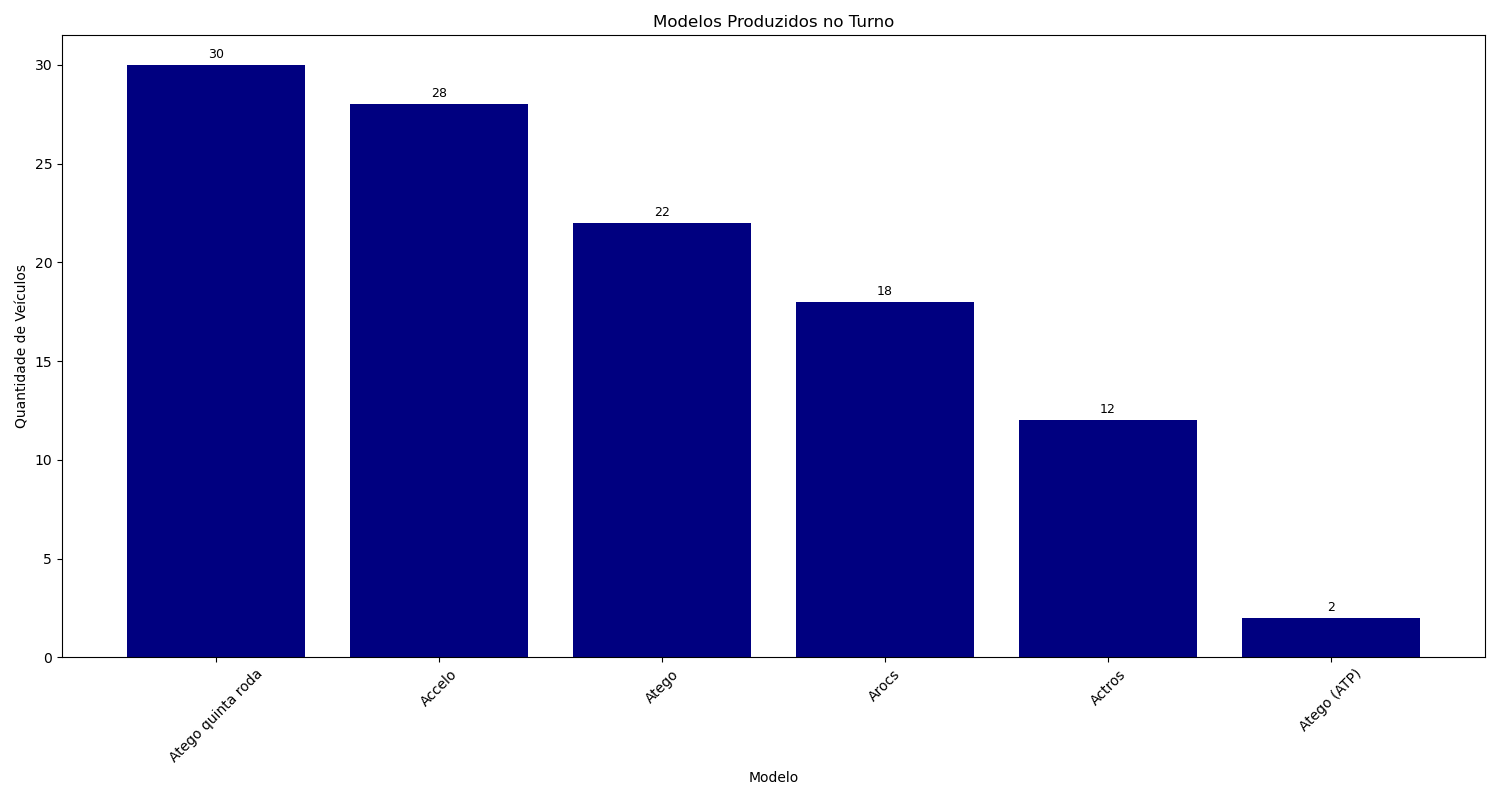 Modelos Produzidos no Turno
Quantidade de Veículos
30
25
20
15
10
5
0
30
28
22
18
12
2
Atego quinta roda
Accelo
Atego
Arocs
Actros
Atego (ATP)
Modelo